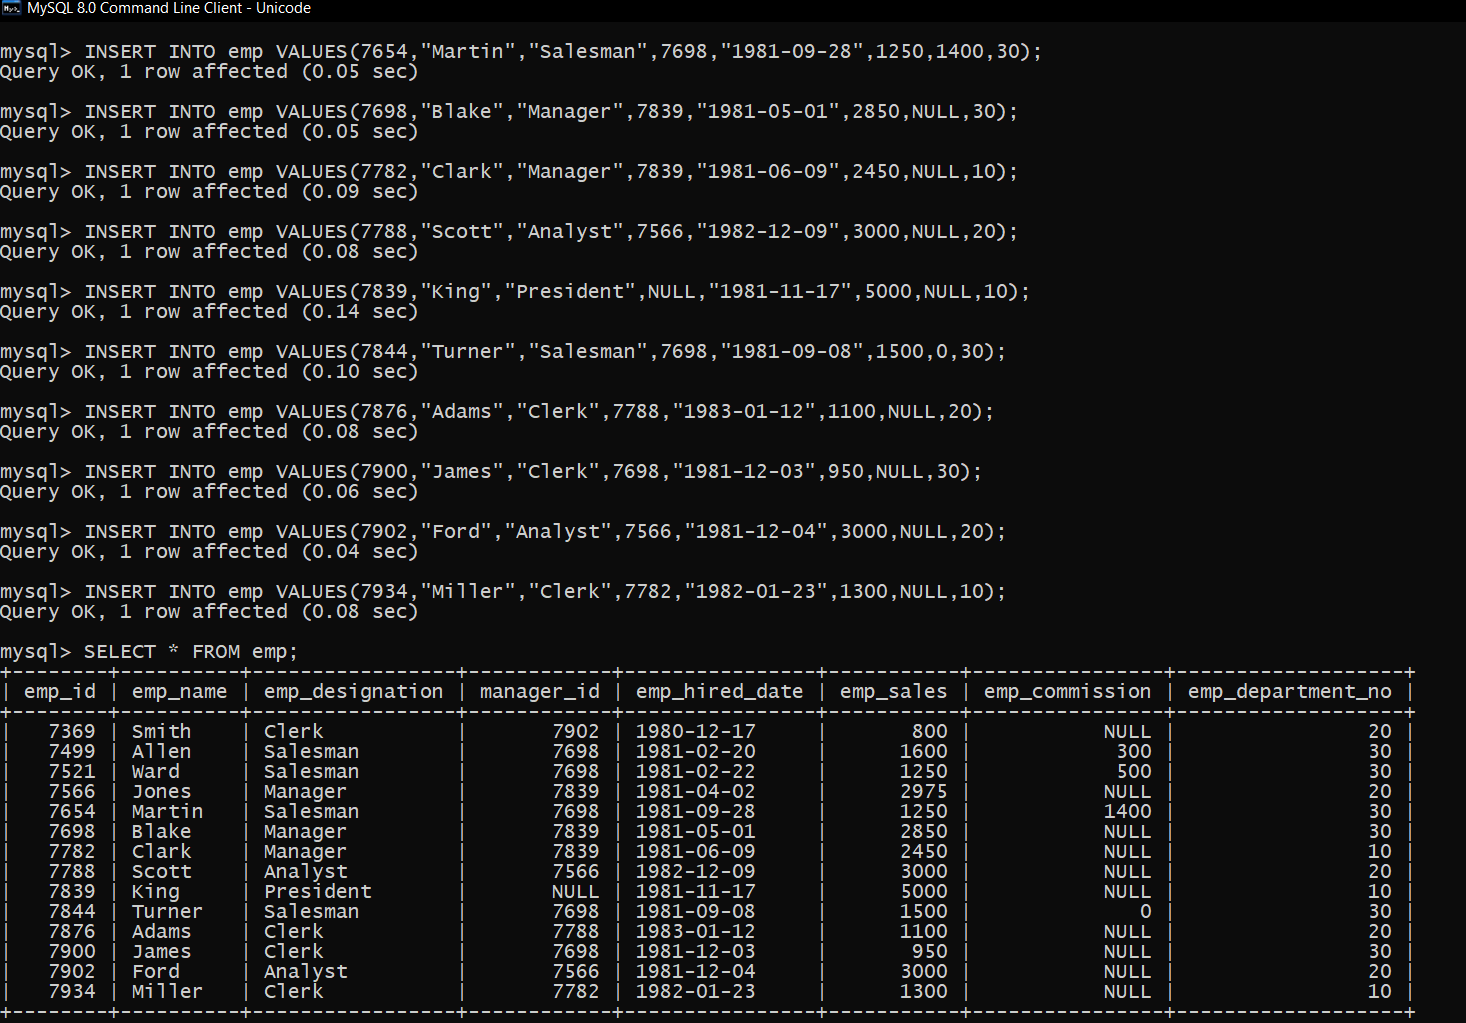 MySQL 8.0 Command Line Client - Unicode
mysql> INSERT INTO emp VALUES(7654,"Martin","Salesman",7698,"1981-09-28",1250,1400,30);
Query OK, 1 row affected (0.05 sec)
mysql> INSERT INTO emp VALUES(7698,"Blake","Manager",7839,"1981-05-01",2850,NULL,30);
Query OK, 1 row affected (0.05 sec)
mysql> INSERT INTO emp VALUES(7782,"Clark","Manager",7839,"1981-06-09",2450,NULL,10);
Query OK, 1 row affected (0.09 sec)
mysql> INSERT INTO emp VALUES(7788,"Scott","Analyst",7566,"1982-12-09",3000,NULL,20);
Query OK, 1 row affected (0.08 sec)
mysql> INSERT INTO emp VALUES(7839,"King","President",NULL,"1981-11-17",5000,NULL,10);
Query OK, 1 row affected (0.14 sec)
mysql> INSERT INTO emp VALUES(7844,"Turner","Salesman",7698,"1981-09-08",1500,0,30);
Query OK, 1 row affected (0.10 sec)
mysql> INSERT INTO emp VALUES(7876,"Adams","Clerk",7788,"1983-01-12",1100,NULL,20);
Query OK, 1 row affected (0.08 sec)
mysql> INSERT INTO emp VALUES(7900,"James","Clerk",7698,"1981-12-03",950,NULL,30);
Query OK, 1 row affected (0.06 sec)
mysql> INSERT INTO emp VALUES(7902,"Ford","Analyst",7566,"1981-12-04",3000,NULL,20);
Query OK, 1 row affected (0.04 sec)
mysql> INSERT INTO emp VALUES(7934,"Miller","Clerk",7782,"1982-01-23",1300,NULL,10);
Query OK, 1 row affected (0.08 sec)
mysql> SELECT * FROM emp;
+--------+----------+-----------------+------------+----------------+-----------+----------------+-------------------+
| emp_id | emp_name | emp_designation | manager_id | emp_hired_date | emp_sales | emp_commission | emp_department_no |
+--------+----------+-----------------+------------+----------------+-----------+----------------+-------------------+
|   7369 | Smith    | Clerk           |       7902 | 1980-12-17     |       800 |           NULL |                20 |
|   7499 | Allen    | Salesman        |       7698 | 1981-02-20     |      1600 |            300 |                30 |
|   7521 | Ward     | Salesman        |       7698 | 1981-02-22     |      1250 |            500 |                30 |
|   7566 | Jones    | Manager         |       7839 | 1981-04-02     |      2975 |           NULL |                20 |
|   7654 | Martin   | Salesman        |       7698 | 1981-09-28     |      1250 |           1400 |                30 |
|   7698 | Blake    | Manager         |       7839 | 1981-05-01     |      2850 |           NULL |                30 |
|   7782 | Clark    | Manager         |       7839 | 1981-06-09     |      2450 |           NULL |                10 |
|   7788 | Scott    | Analyst         |       7566 | 1982-12-09     |      3000 |           NULL |                20 |
|   7839 | King     | President       |       NULL | 1981-11-17     |      5000 |           NULL |                10 |
|   7844 | Turner   | Salesman        |       7698 | 1981-09-08     |      1500 |              0 |                30 |
|   7876 | Adams    | Clerk           |       7788 | 1983-01-12     |      1100 |           NULL |                20 |
|   7900 | James    | Clerk           |       7698 | 1981-12-03     |       950 |           NULL |                30 |
|   7902 | Ford     | Analyst         |       7566 | 1981-12-04     |      3000 |           NULL |                20 |
|   7934 | Miller   | Clerk           |       7782 | 1982-01-23     |      1300 |           NULL |                10 |
+--------+----------+-----------------+------------+----------------+-----------+----------------+-------------------+